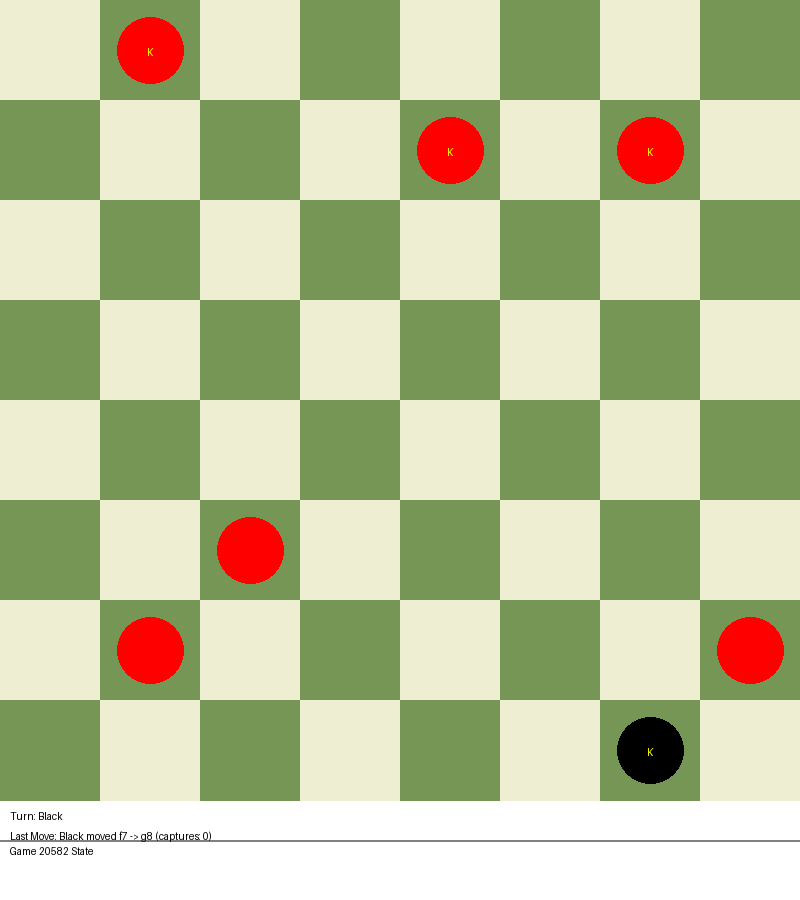 K
K K
K
Turn: Black
Last Move: Black moved f7 -> g8 (captures: 0)
Game 20582 State